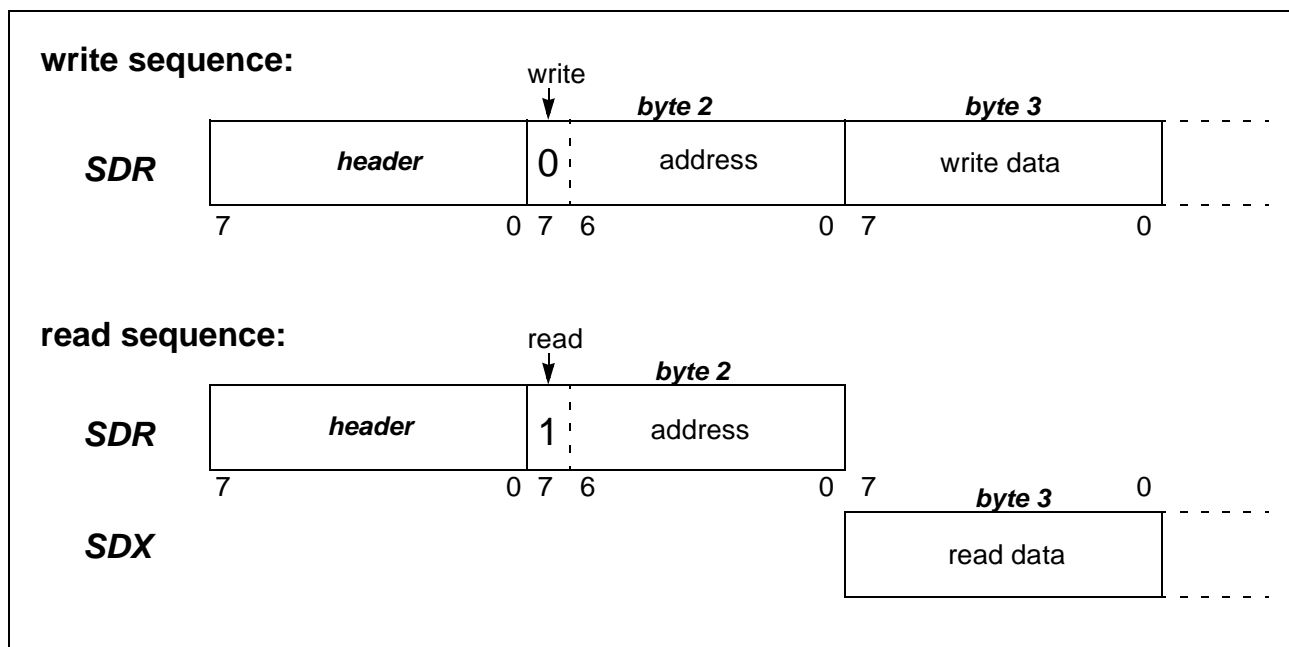 write sequence:
write
byte 2
byte 3
SDR
header
0
address
write data
7
0
7
6
0
7
0
read sequence:
read
byte 2
SDR
header
1
address
7
0
7
6
0
7
0
byte 3
SDX
read data